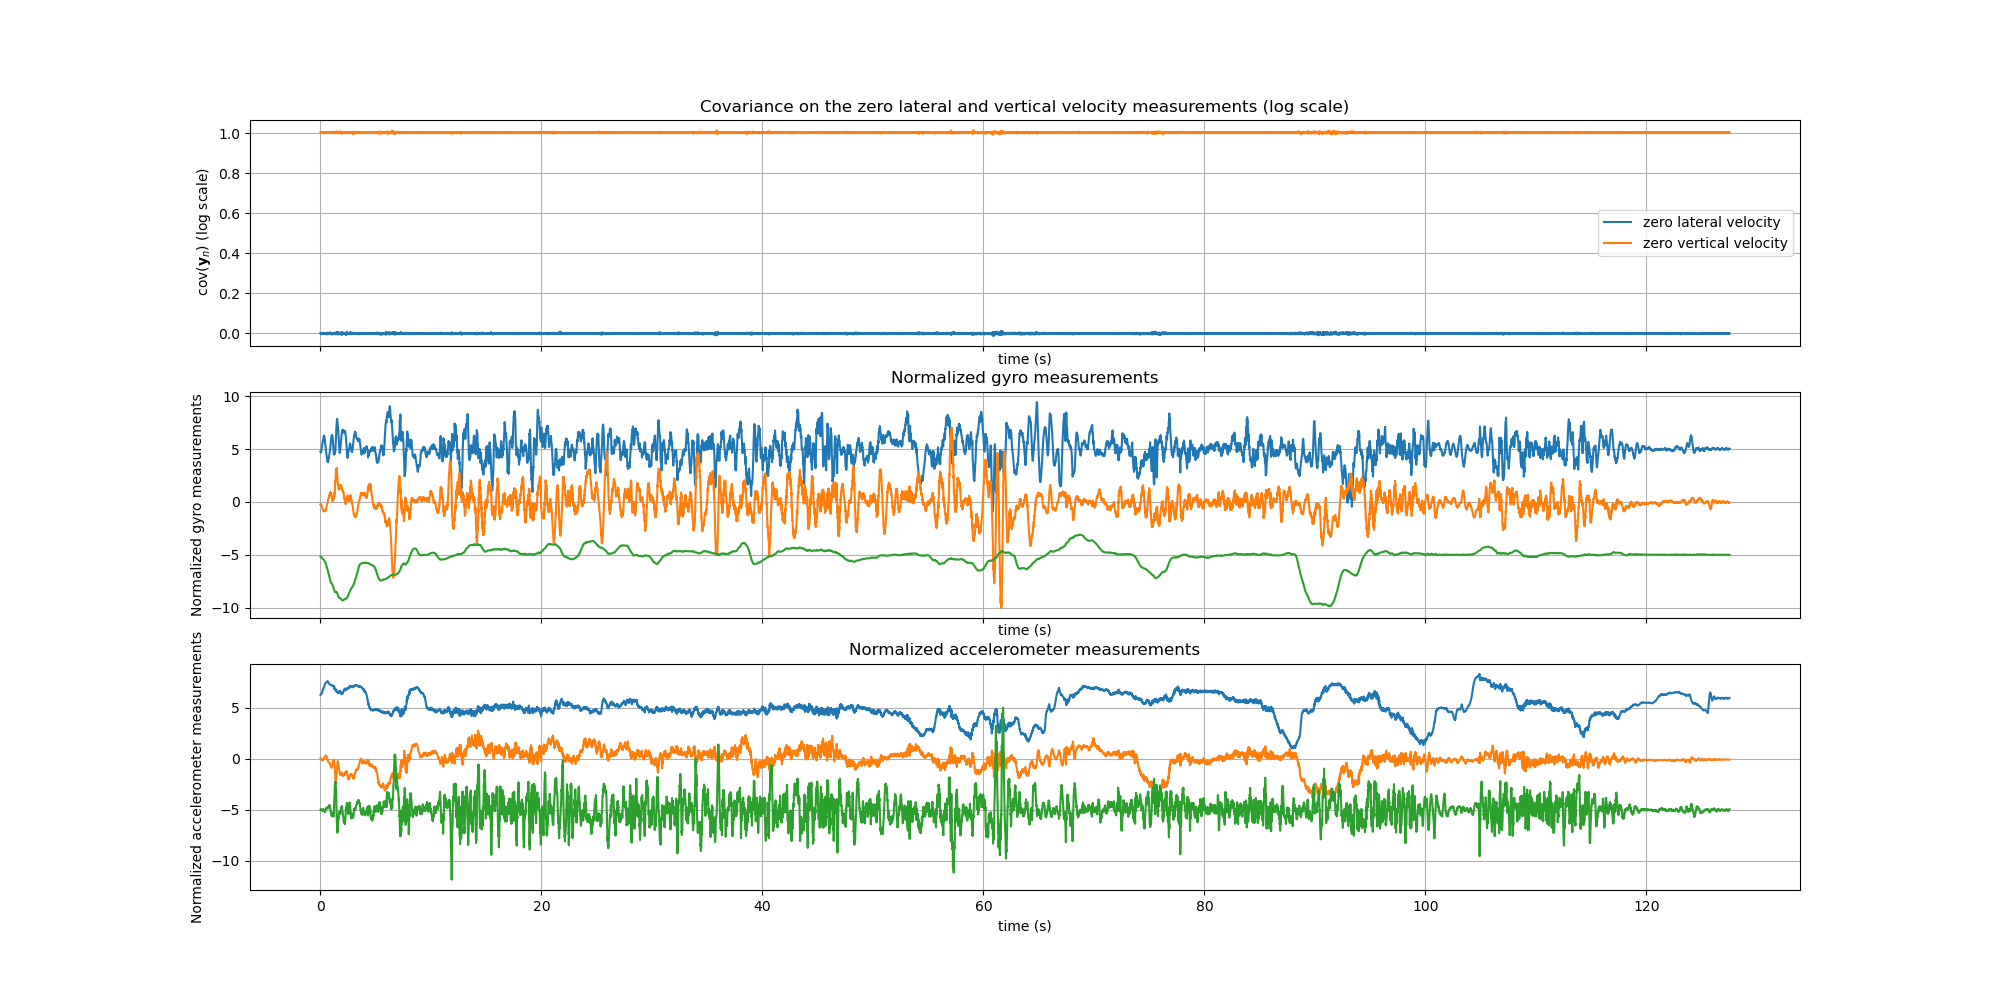 Covariance on the zero lateral and vertical velocity measurements (log scale)
cov(𝐲ₙ) (log scale)
1.0
0.8
0.6
0.4
0.2
0.0
zero lateral velocity
zero vertical velocity
time (s)
Normalized gyro measurements
Normalized gyro measurements
10
5
0
−5
−10
time (s)
Normalized accelerometer measurements
Normalized accelerometer measurements
5
0
−5
−10
0 20 40 60 80 100 120
time (s)